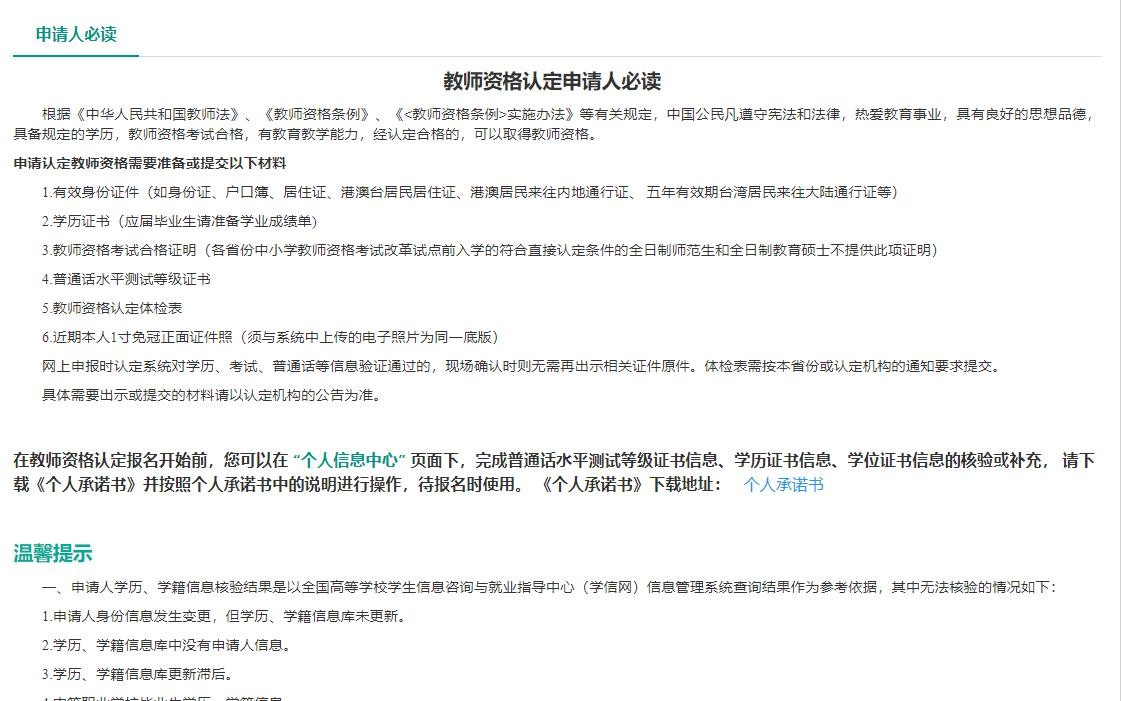 申请人必读
教师资格认定申请人必读
根据《中华人民共和国教师法》、《教师资格条例》、《<教师资格条例>实施办法》等有关规定，中国公民凡遵守宪法和法律，热爱教育事业，具有良好的思想品德，
具备规定的学历，教师资格考试合格，有教育教学能力，经认定合格的，可以取得教师资格。
申请认定教师资格需要准备或提交以下材料
1.有效身份证件（如身份证、户口簿、居住证、港澳台居民居住证、港澳居民来往内地通行证、 五年有效期台湾居民来往大陆通行证等）
2.学历证书（应届毕业生请准备学业成绩单）
3.教师资格考试合格证明（各省份中小学教师资格考试改革试点前入学的符合直接认定条件的全日制师范生和全日制教育硕士不提供此项证明）
4.普通话水平测试等级证书
5.教师资格认定体检表
6.近期本人1寸免冠正面证件照（须与系统中上传的电子照片为同一底版）
网上申报时认定系统对学历、考试、普通话等信息验证通过的，现场确认时则无需再出示相关证件原件。体检表需按本省份或认定机构的通知要求提交。
具体需要出示或提交的材料请以认定机构的公告为准。
在教师资格认定报名开始前，您可以在 “个人信息中心” 页面下，完成普通话水平测试等级证书信息、学历证书信息、学位证书信息的核验或补充， 请下
载《个人承诺书》并按照个人承诺书中的说明进行操作，待报名时使用。 《个人承诺书》下载地址： 个人承诺书
温馨提示
一、申请人学历、学籍信息核验结果是以全国高等学校学生信息咨询与就业指导中心（学信网）信息管理系统查询结果作为参考依据，其中无法核验的情况如下：
1.申请人身份信息发生变更，但学历、学籍信息库未更新。
2.学历、学籍信息库中没有申请人信息。
3.学历、学籍信息库更新滞后。